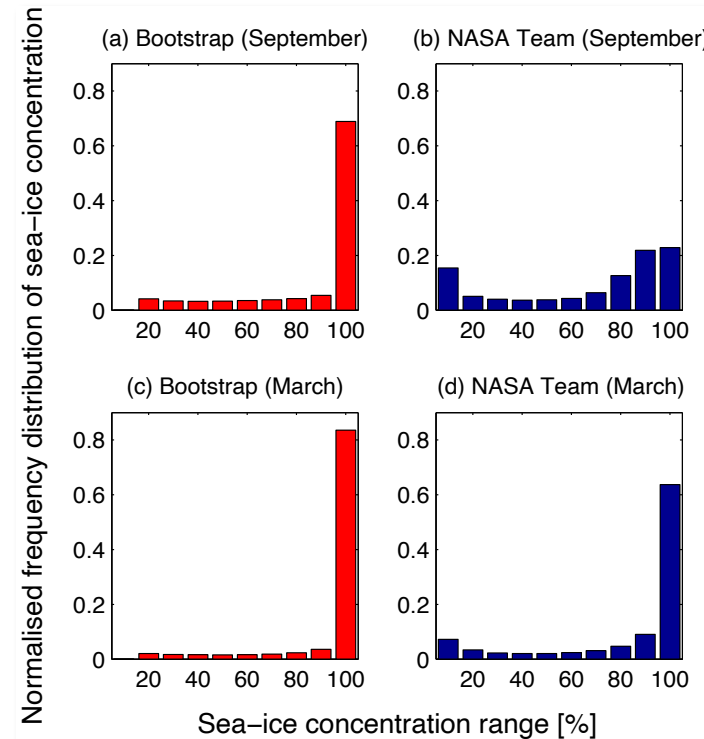 (a) Bootstrap (September)
(b) NASA Team (September)
Normalised frequency distribution of sea−ice concentration
0.8
0.6
0.4
0.2
0
20 40 60 80 100
0.8
0.6
0.4
0.2
0
20 40 60 80 100
(c) Bootstrap (March)
(d) NASA Team (March)
0.8
0.6
0.4
0.2
0
20 40 60 80 100
0.8
0.6
0.4
0.2
0
20 40 60 80 100
Sea−ice concentration range [%]